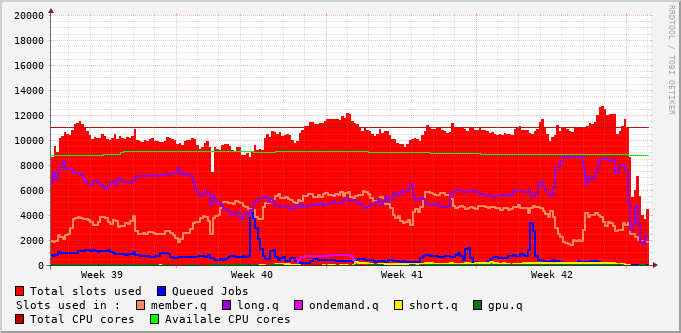 20000
18000
16000
14000
12000
10000
8000
6000
4000
2000
0
Week 39 Week 40 Week 41 Week 42
RRDTOOL / TOBI OETIKER
Total slots used Queued Jobs
Slots used in : member.q long.q ondemand.q short.q gpu.q
Total CPU cores Availale CPU cores